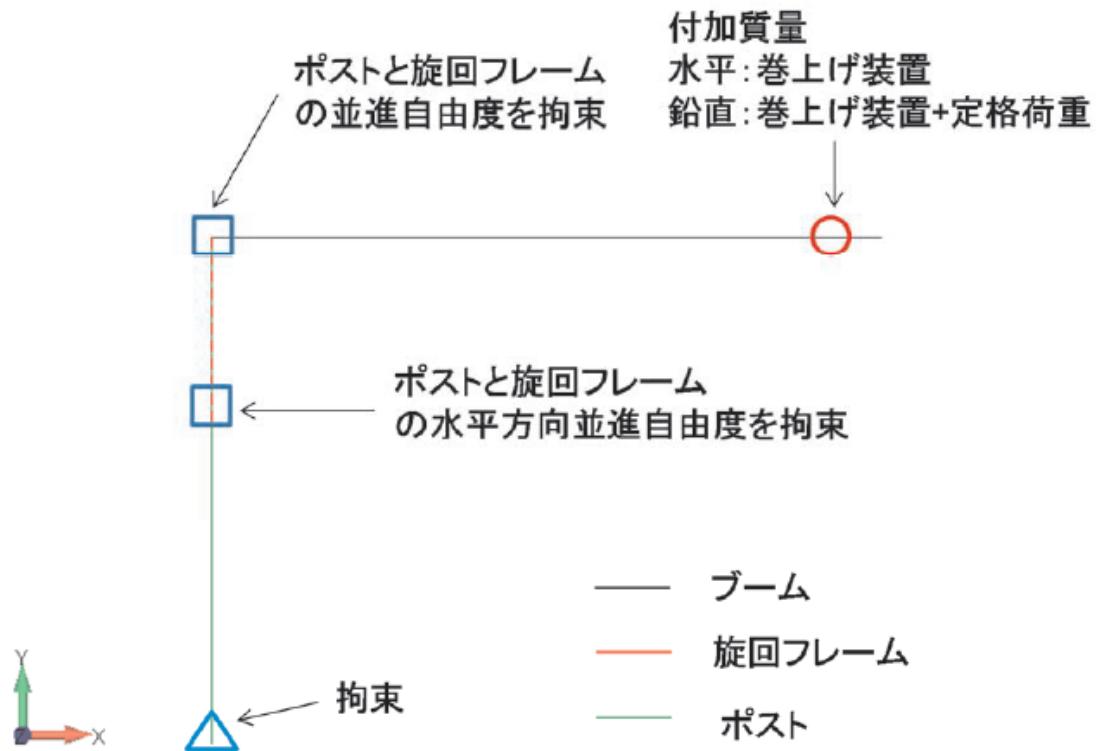 付加質量
水平：巻上げ装置
鉛直：巻上げ装置+定格荷重
ポストと旋回フレーム
の並進自由度を拘束
ポストと旋回フレーム
の水平方向並進自由度を拘束
ブーム
旋回フレーム
ポスト
拘束
Y
X